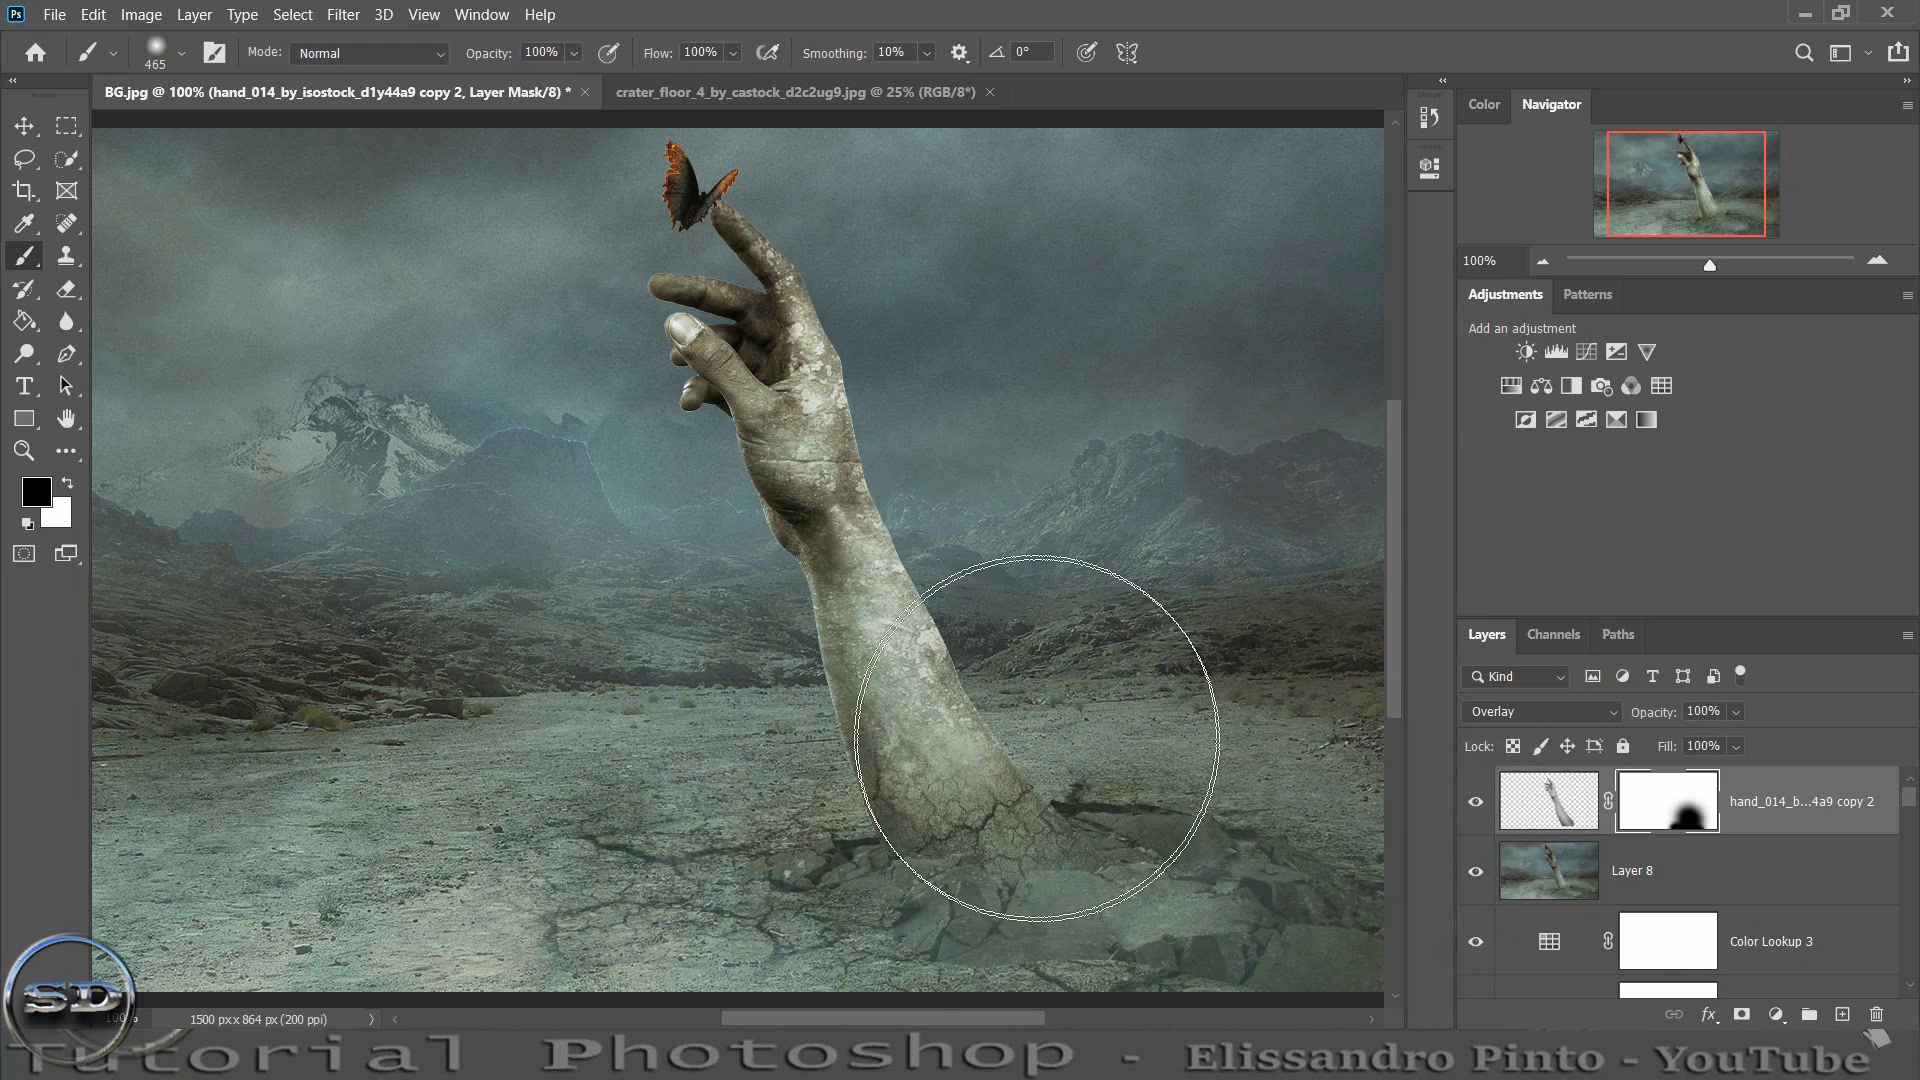 Ps File Edit Image Layer Type Select Filter 3D View Window Help
465 Mode: Normal Opacity: 100% Flow: 100% Smoothing: 10% 0°
BG.jpg @ 100% (hand_014_by_isostock_d1y44a9 copy 2, Layer Mask/8) * crater_floor_4_by_castock_d2c2ug9.jpg @ 25% (RGB/8*)
Color Navigator
100%
Adjustments Patterns
Add an adjustment
Layers Channels Paths
Kind
Overlay Opacity: 100%
Lock: Fill: 100%
hand_014_b...4a9 copy 2
Layer 8
Color Lookup 3
SD
100% 1500 px x 864 px (200 ppi)
Tutorial Photoshop - Elissandro Pinto - YouTube